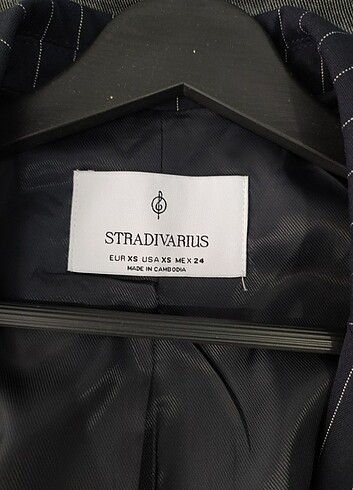 STRADIVARIUS
EUR XS USA XS MEX 24
MADE IN CAMBODIA